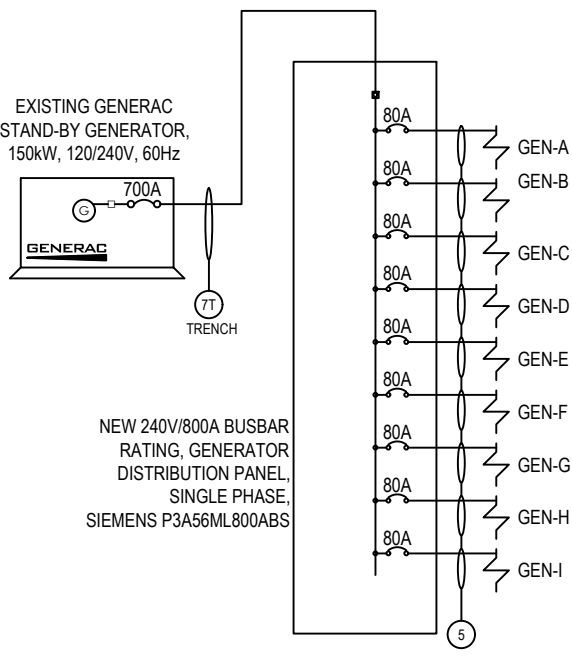 EXISTING GENERAC
STAND-BY GENERATOR,
150kW, 120/240V, 60Hz
700A
G
GENERAC
7T
TRENCH
NEW 240V/800A BUSBAR
RATING, GENERATOR
DISTRIBUTION PANEL,
SINGLE PHASE,
SIEMENS P3A56ML800ABS
80A
GEN-A
80A
GEN-B
80A
GEN-C
80A
GEN-D
80A
GEN-E
80A
GEN-F
80A
GEN-G
80A
GEN-H
80A
GEN-I
5